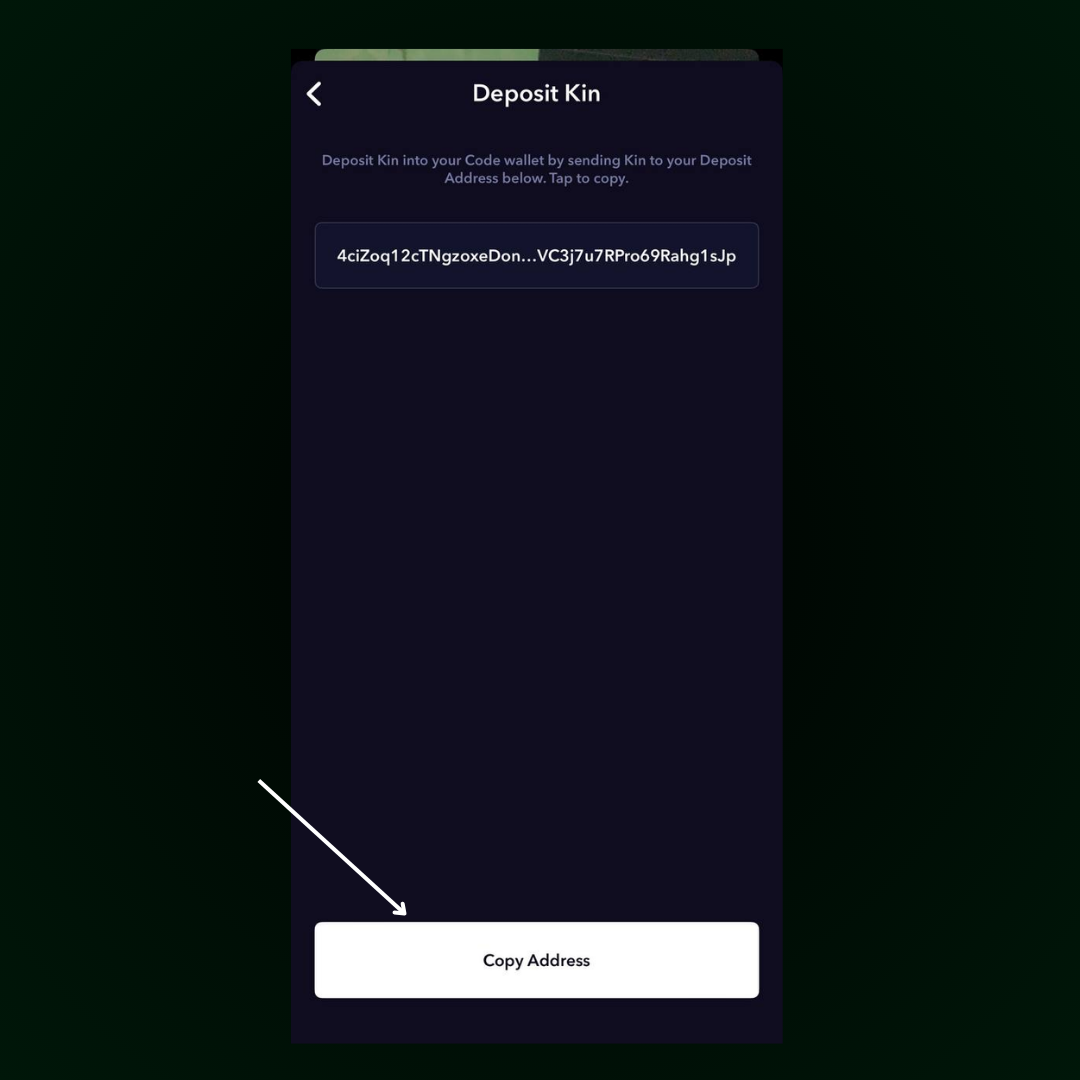 Deposit Kin
Deposit Kin into your Code wallet by sending Kin to your Deposit
Address below. Tap to copy.
4ciZoq12cTNgzoxeDon...VC3j7u7RPro69Rahg1sJp
Copy Address